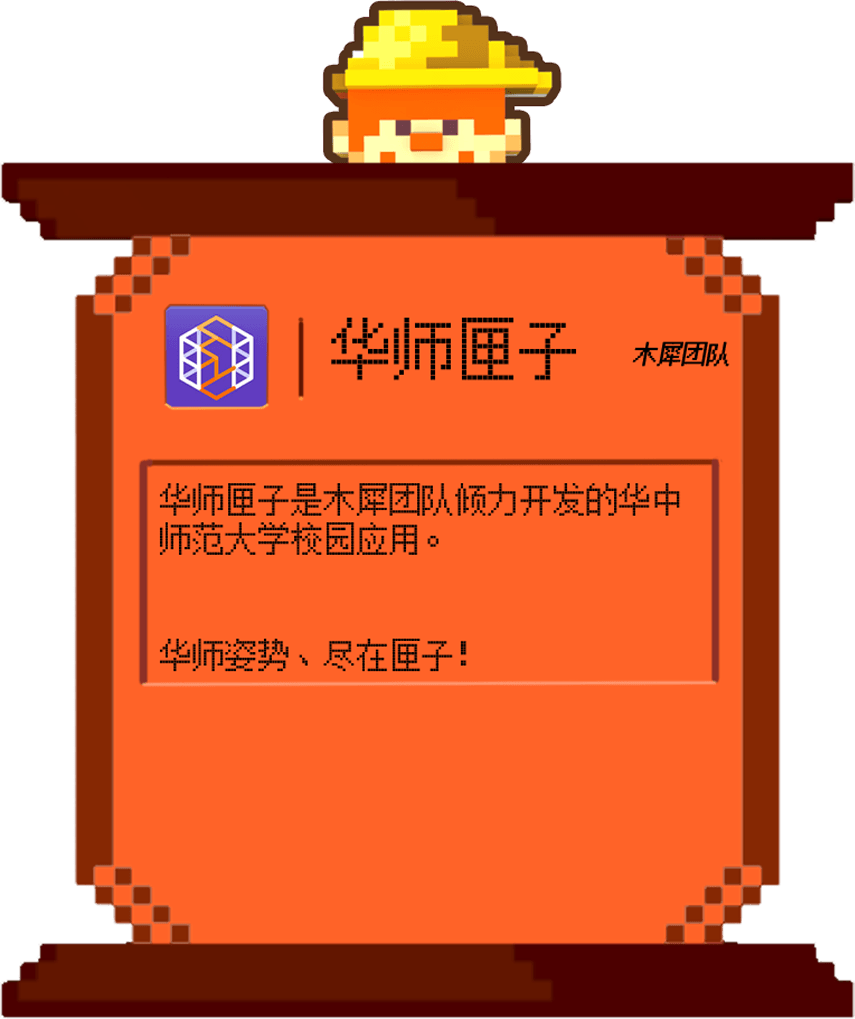 华师匣子
木犀团队
华师匣子是木犀团队倾力开发的华中
师范大学校园应用。
华师姿势、尽在匣子!